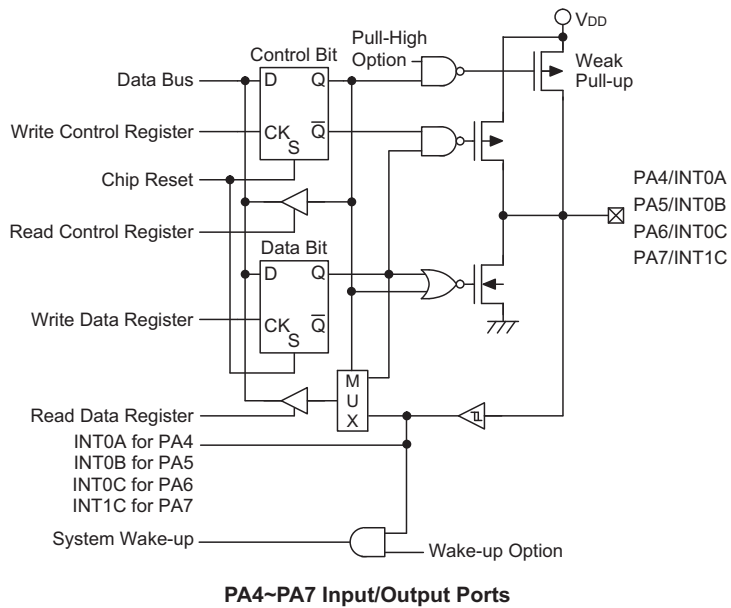 VDD
Control Bit
Pull-High
Option
Weak
Pull-up
Data Bus
D
Q
Write Control Register
CK
Q
S
Chip Reset
Read Control Register
Data Bit
D
Q
Write Data Register
CK
Q
S
PA4/INT0A
PA5/INT0B
PA6/INT0C
PA7/INT1C
M
U
X
Read Data Register
INT0A for PA4
INT0B for PA5
INT0C for PA6
INT1C for PA7
System Wake-up
Wake-up Option
PA4~PA7 Input/Output Ports